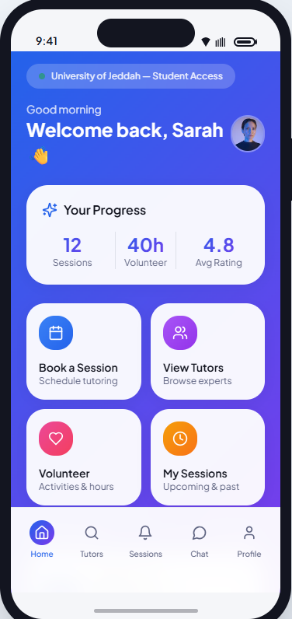 9:41
University of Jeddah — Student Access
Good morning
Welcome back, Sarah
👋
Your Progress
12 40h 4.8
Sessions Volunteer Avg Rating
Book a Session View Tutors
Schedule tutoring Browse experts
Volunteer My Sessions
Activities & hours Upcoming & past
Home Tutors Sessions Chat Profile